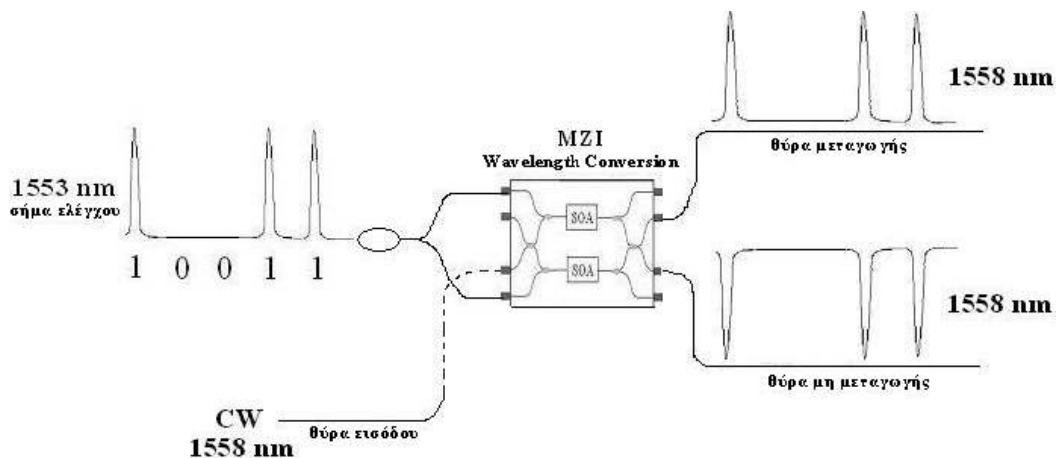 1558 nm
θύρα μεταγωγής
MZI
Wavelength Conversion
1553 nm
σήμα ελέγχου
SOA
SOA
1 0 0 1 1
1558 nm
θύρα μη μεταγωγής
CW
θύρα εισόδου
1558 nm